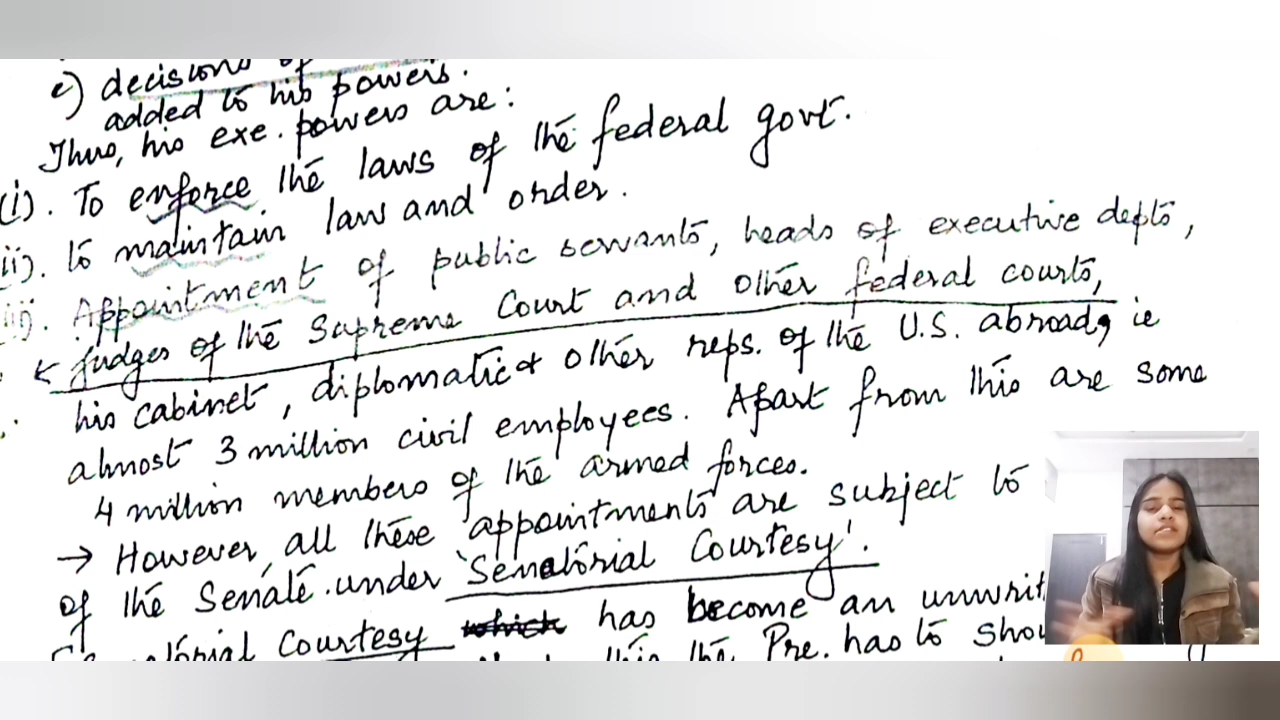 c) decisions of
added to his powers.
Thus, his exe. powers are:
(i). To enforce the laws of the federal govt.
ii). to maintain law and order.
iii). Appointment of public servants, heads of executive depts,
judges of the Supreme Court and other federal courts,
his cabinet, diplomatic & other reps. of the U.S. abroad, ie
almost 3 million civil employees. Apart from this are some
4 million members of the armed forces.
→ However, all these appointments are subject to
of the Senate. under 'Senatorial Courtesy'.
Courtesy which has become an
this the Pre. has to